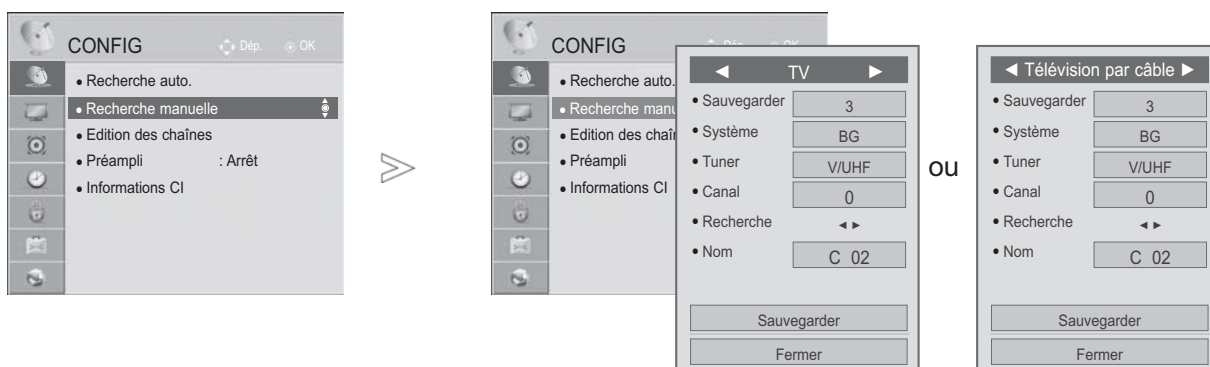 CONFIG
Dép. OK
• Recherche auto.
• Recherche manuelle
• Edition des chaînes
• Préampli : Arrêt
• Informations CI
CONFIG
• Recherche auto.
• Recherche manu
• Edition des chaî
• Préampli
• Informations CI
◄ TV ►
• Sauvegarder 3
• Système BG
• Tuner V/UHF
• Canal 0
• Recherche ◄ ►
• Nom C 02
Sauvegarder
Fermer
ou
◄ Télévision par câble ►
• Sauvegarder 3
• Système BG
• Tuner V/UHF
• Canal 0
• Recherche ◄ ►
• Nom C 02
Sauvegarder
Fermer